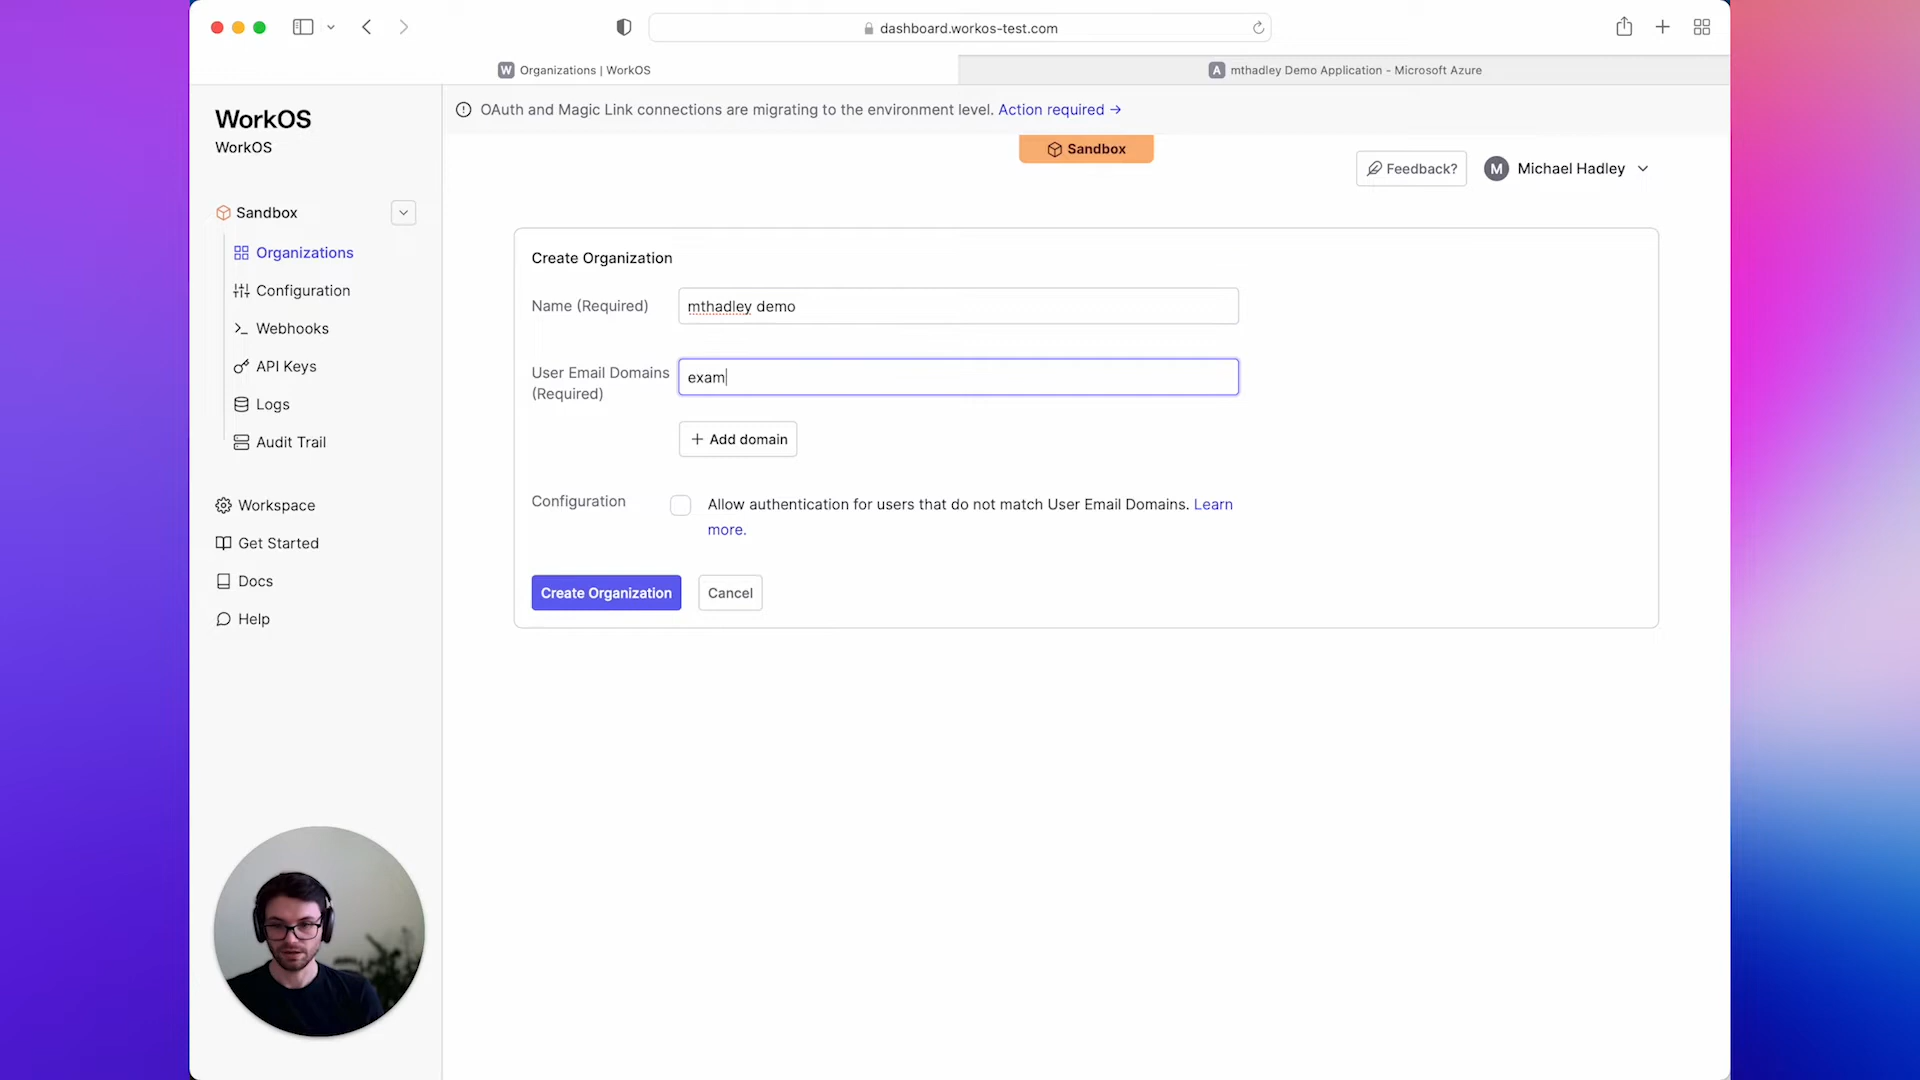 dashboard.workos-test.com
W Organizations | WorkOS
A mthadley Demo Application - Microsoft Azure
WorkOS
WorkOS
OAuth and Magic Link connections are migrating to the environment level. Action required →
Sandbox
Feedback?
M Michael Hadley
Sandbox
Organizations
Configuration
Webhooks
API Keys
Logs
Audit Trail
Workspace
Get Started
Docs
Help
Create Organization
Name (Required)
mthadley demo
User Email Domains
(Required)
exam
+ Add domain
Configuration
Allow authentication for users that do not match User Email Domains. Learn
more.
Create Organization
Cancel